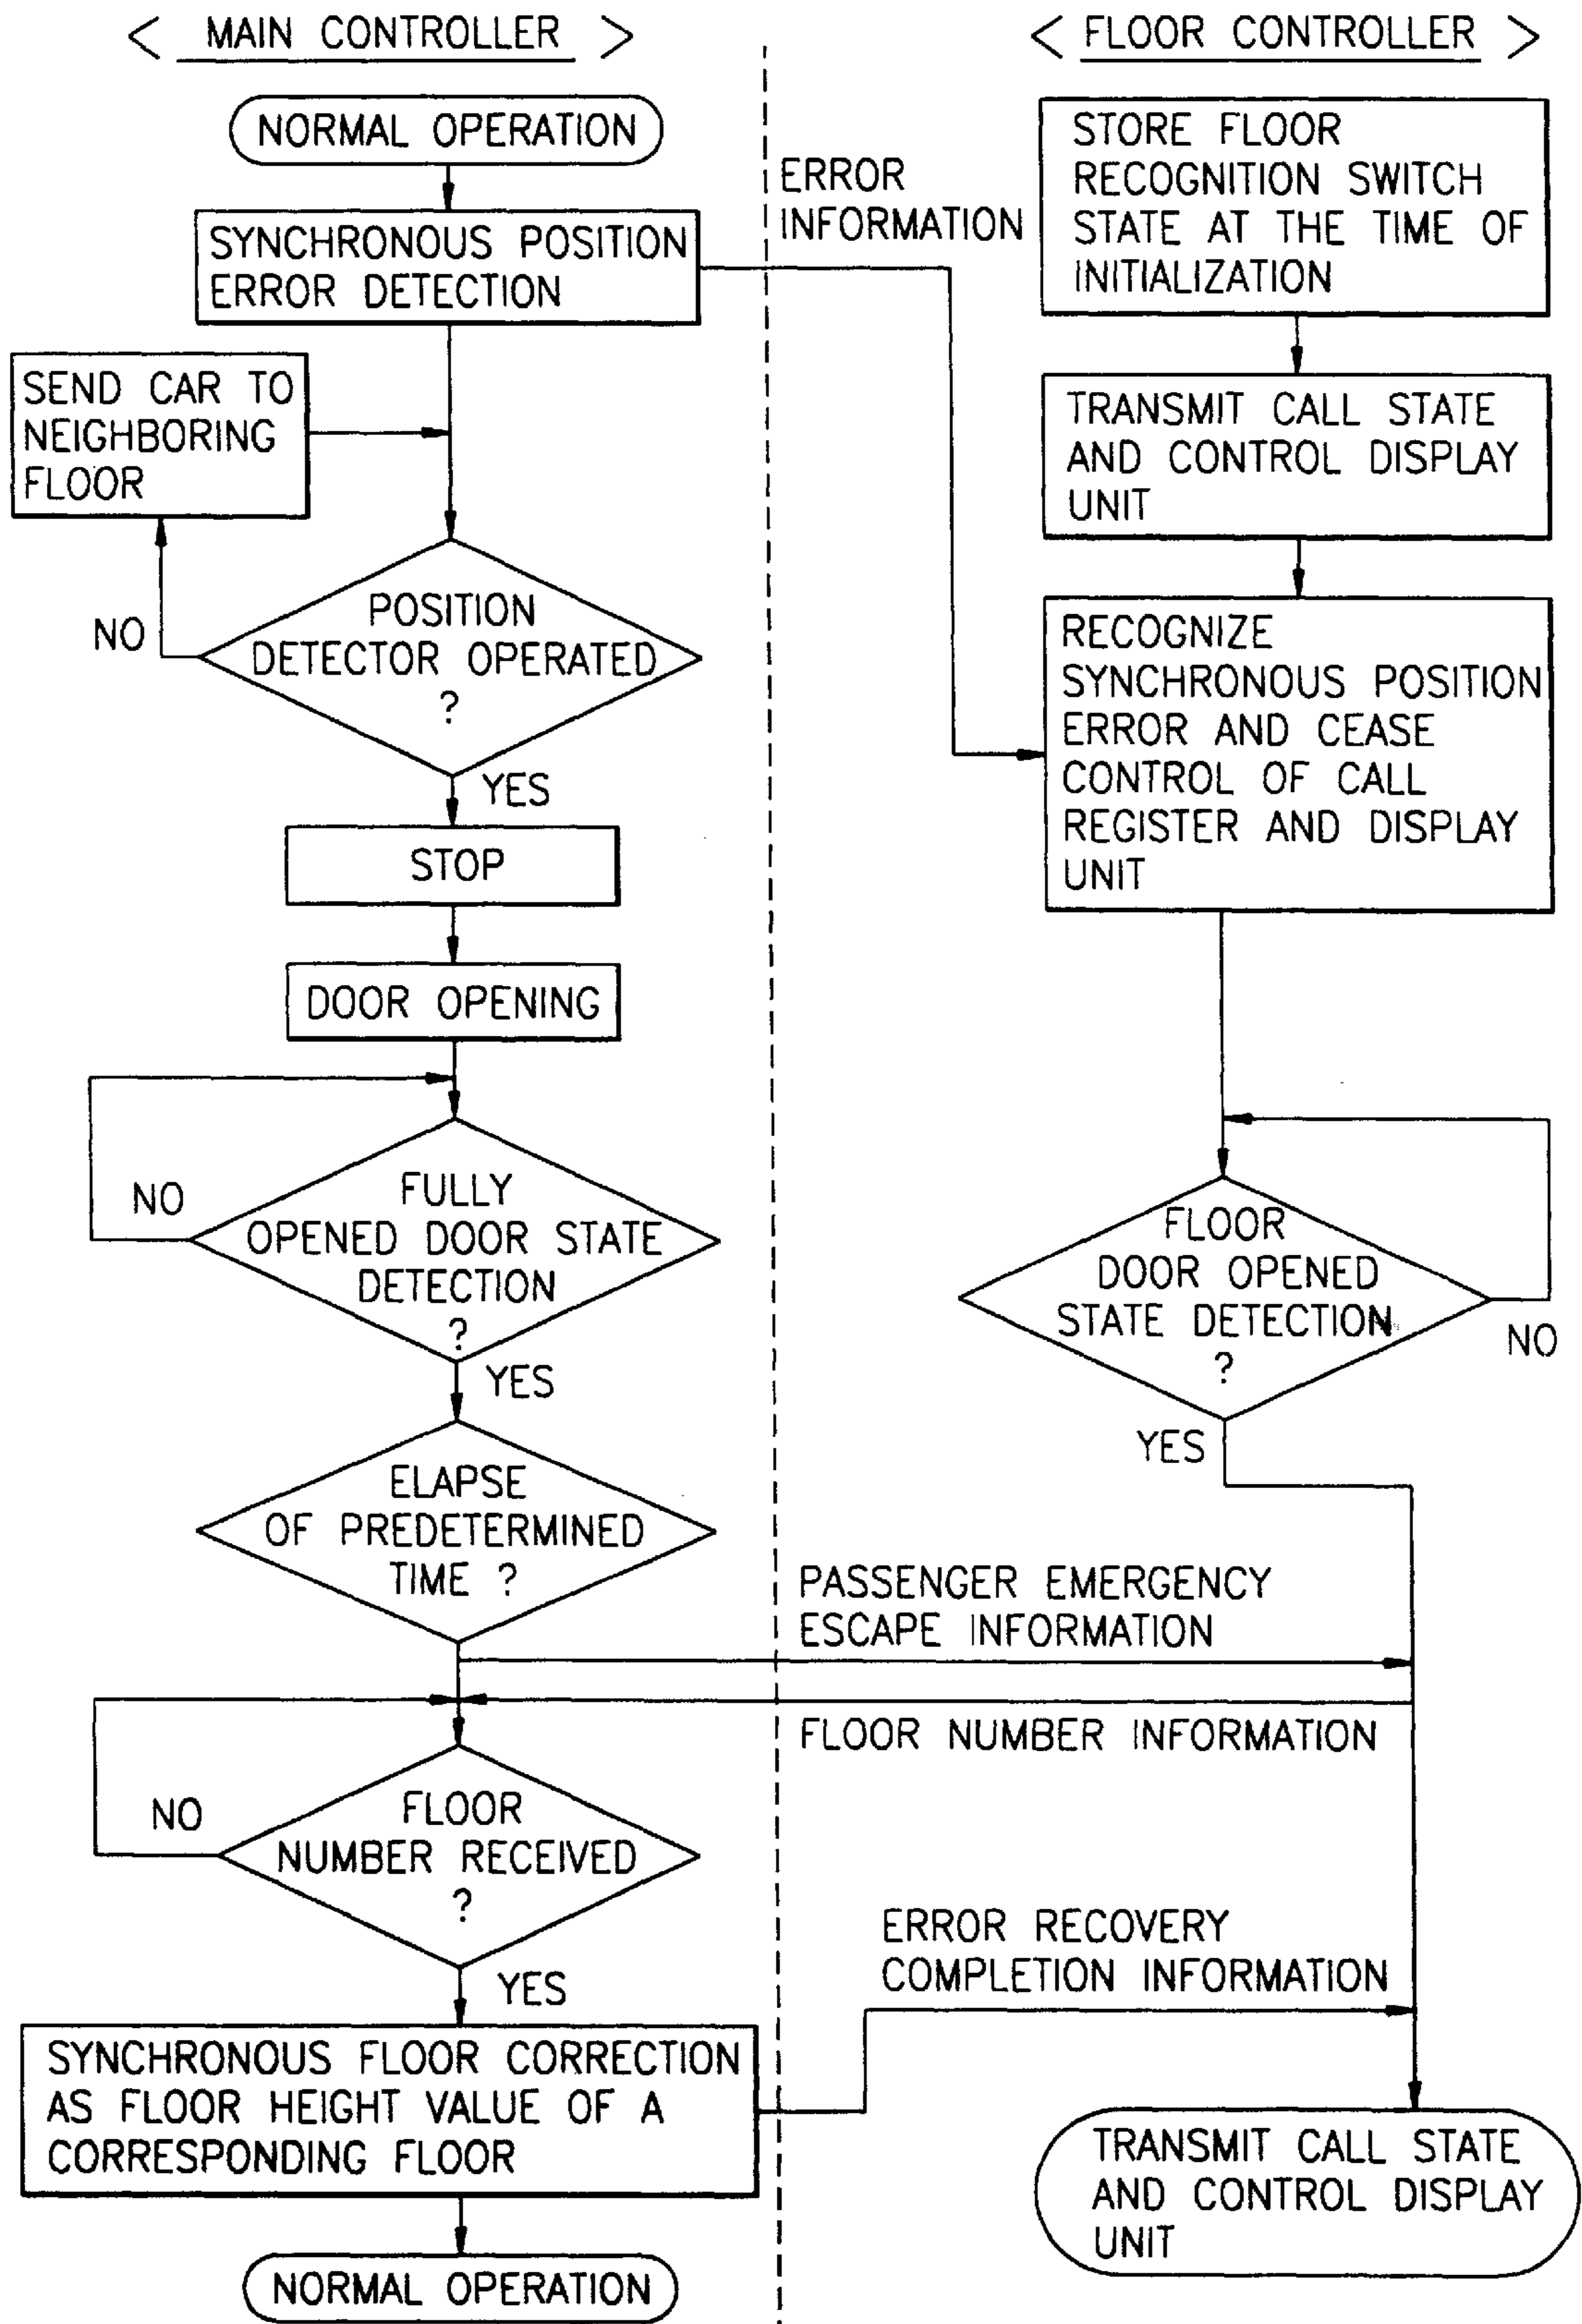 < MAIN CONTROLLER >
NORMAL OPERATION
SYNCHRONOUS POSITION
ERROR DETECTION
SEND CAR TO
NEIGHBORING
FLOOR
POSITION
DETECTOR OPERATED
?
NO
YES
STOP
DOOR OPENING
FULLY
OPENED DOOR STATE
DETECTION
?
NO
YES
ELAPSE
OF PREDETERMINED
TIME ?
FLOOR
NUMBER RECEIVED
?
NO
YES
SYNCHRONOUS FLOOR CORRECTION
AS FLOOR HEIGHT VALUE OF A
CORRESPONDING FLOOR
NORMAL OPERATION
ERROR
INFORMATION
PASSENGER EMERGENCY
ESCAPE INFORMATION
FLOOR NUMBER INFORMATION
ERROR RECOVERY
COMPLETION INFORMATION
< FLOOR CONTROLLER >
STORE FLOOR
RECOGNITION SWITCH
STATE AT THE TIME OF
INITIALIZATION
TRANSMIT CALL STATE
AND CONTROL DISPLAY
UNIT
RECOGNIZE
SYNCHRONOUS POSITION
ERROR AND CEASE
CONTROL OF CALL
REGISTER AND DISPLAY
UNIT
FLOOR
DOOR OPENED
STATE DETECTION
?
NO
YES
TRANSMIT CALL STATE
AND CONTROL DISPLAY
UNIT